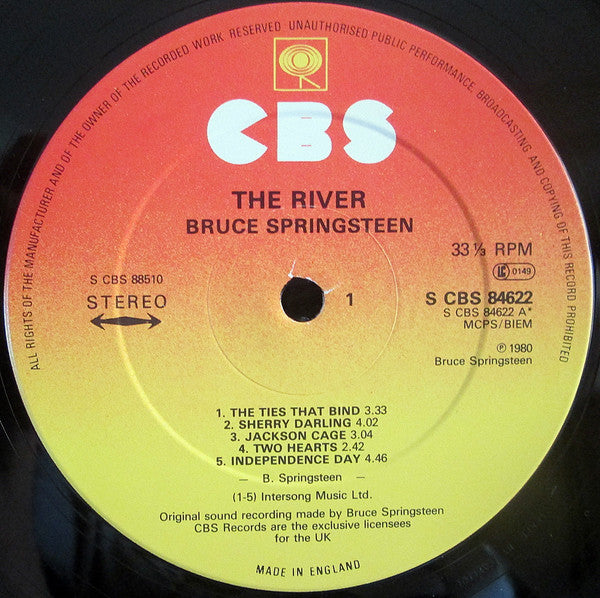 ALL RIGHTS OF THE MANUFACTURER AND OF THE OWNER OF THE RECORDED WORK RESERVED UNAUTHORISED PUBLIC PERFORMANCE BROADCASTING AND COPYING OF THIS RECORD PROHIBITED
CBS
THE RIVER
BRUCE SPRINGSTEEN
33 ⅓ RPM
LC 0149
S CBS 88510
STEREO
1
S CBS 84622
S CBS 84622 A*
MCPS/BIEM
℗ 1980
Bruce Springsteen
1. THE TIES THAT BIND 3.33
2. SHERRY DARLING 4.02
3. JACKSON CAGE 3.04
4. TWO HEARTS 2.42
5. INDEPENDENCE DAY 4.46
— B. Springsteen —
(1-5) Intersong Music Ltd.
Original sound recording made by Bruce Springsteen
CBS Records are the exclusive licensees
for the UK
MADE IN ENGLAND